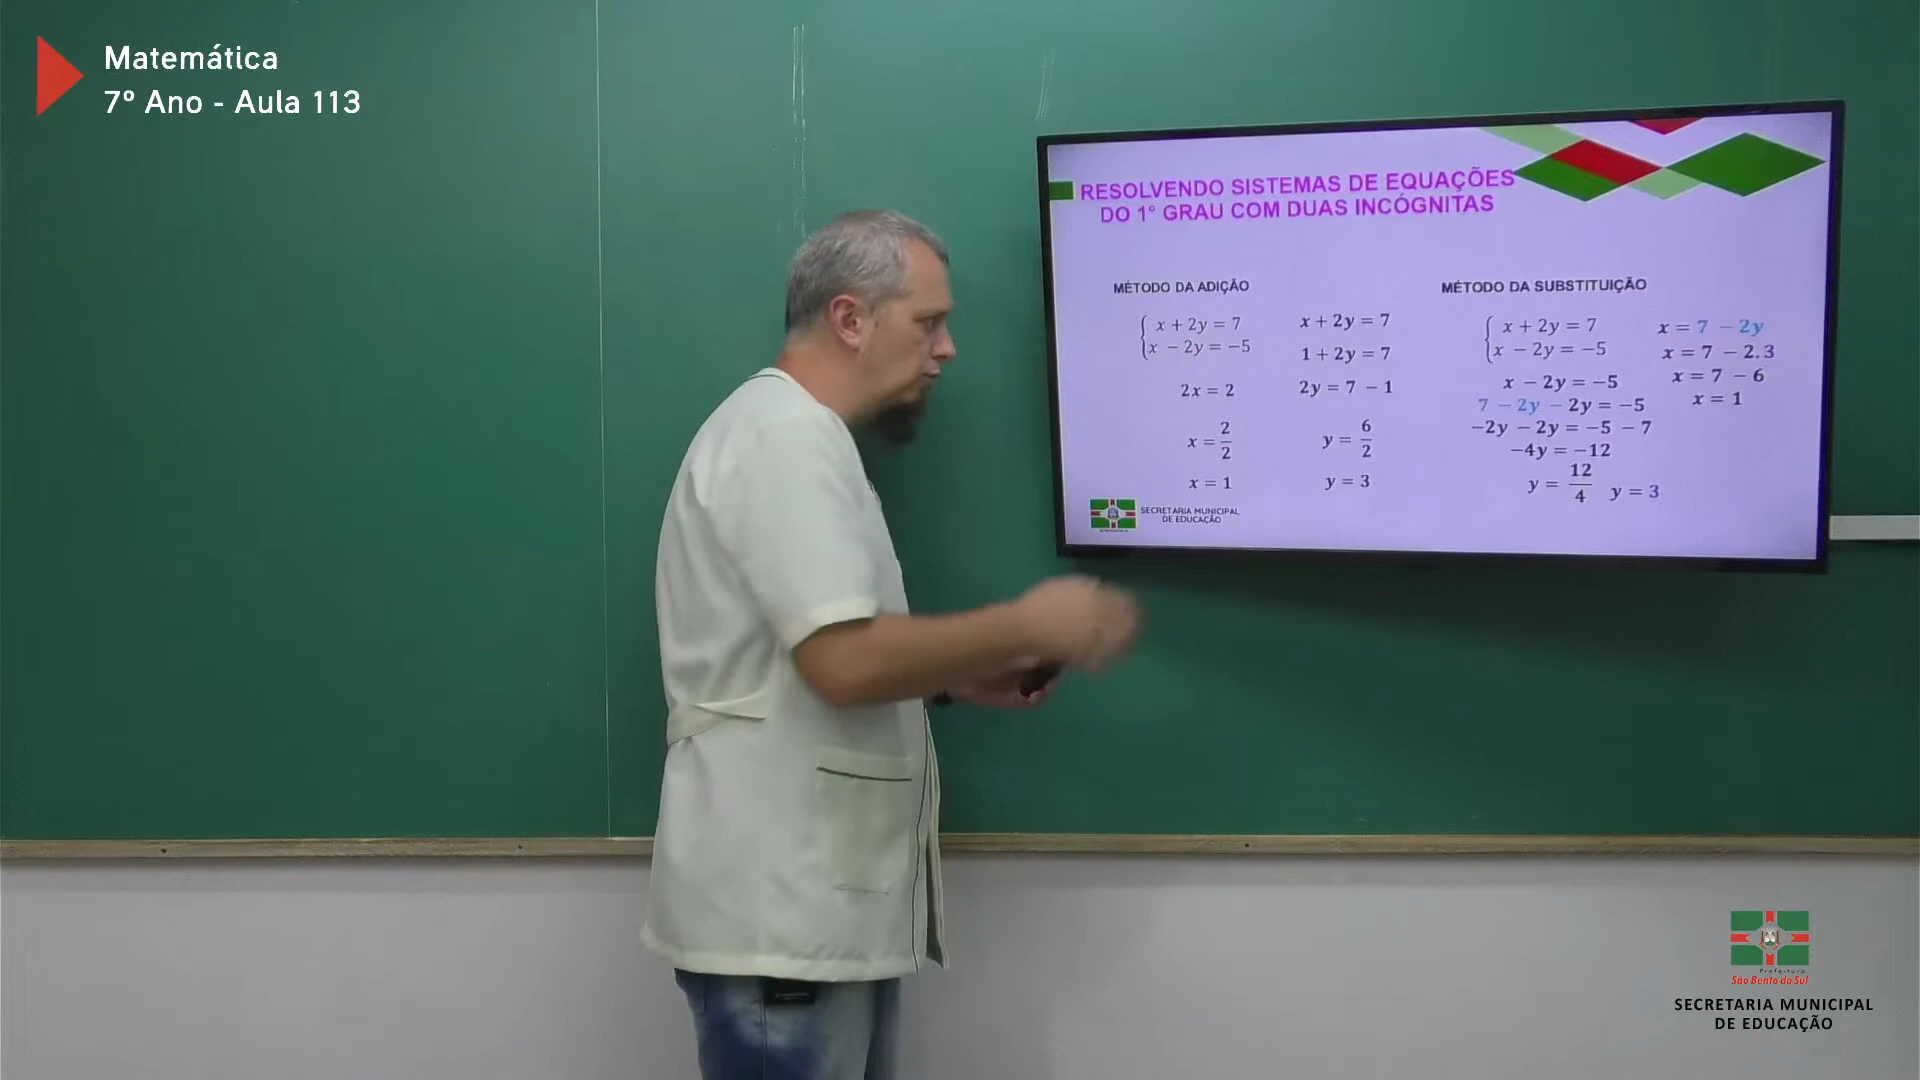 Matemática
7º Ano - Aula 113
RESOLVENDO SISTEMAS DE EQUAÇÕES
DO 1° GRAU COM DUAS INCÓGNITAS
MÉTODO DA ADIÇÃO
x + 2y = 7
x − 2y = −5
2x = 2
x = 2/2
x = 1
x + 2y = 7
1 + 2y = 7
2y = 7 − 1
y = 6/2
y = 3
MÉTODO DA SUBSTITUIÇÃO
x + 2y = 7
x − 2y = −5
x − 2y = −5
7 − 2y − 2y = −5
−2y − 2y = −5 − 7
−4y = −12
y = 12/4 y = 3
x = 7 − 2y
x = 7 − 2.3
x = 7 − 6
x = 1
SECRETARIA MUNICIPAL
DE EDUCAÇÃO
Prefeitura
São Bento do Sul
SECRETARIA MUNICIPAL
DE EDUCAÇÃO